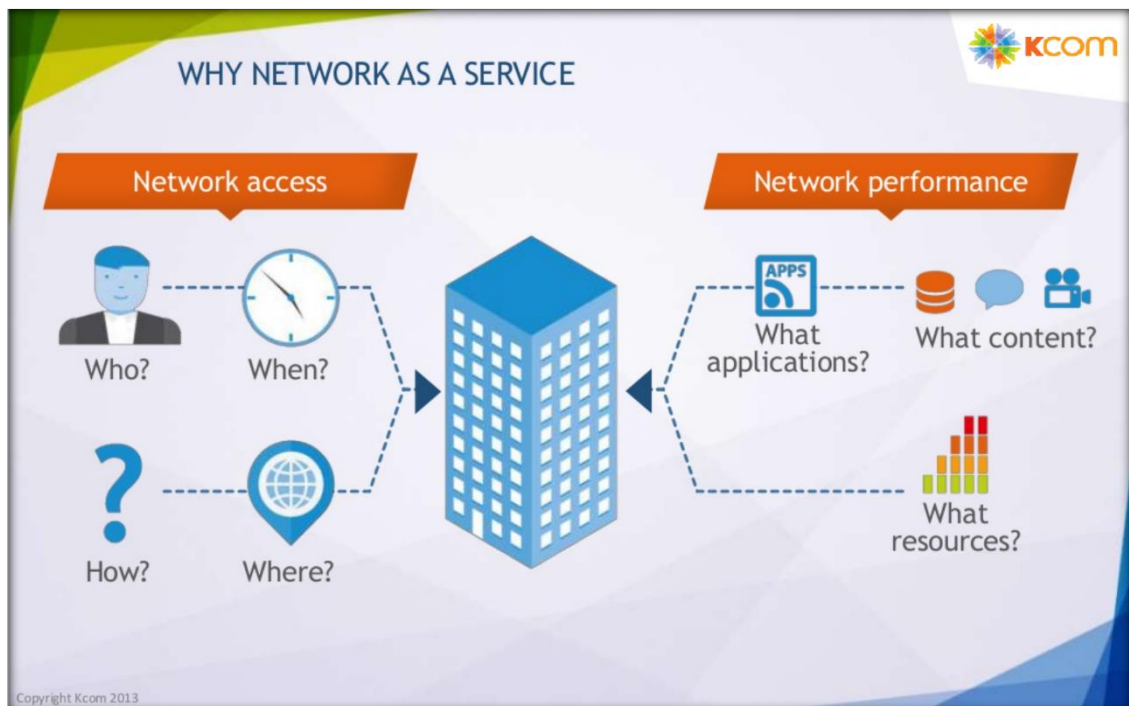 KCOM
WHY NETWORK AS A SERVICE
Network access
Network performance
Who?
When?
How?
Where?
APPS
What
applications?
What content?
What
resources?
Copyright Kcom 2013